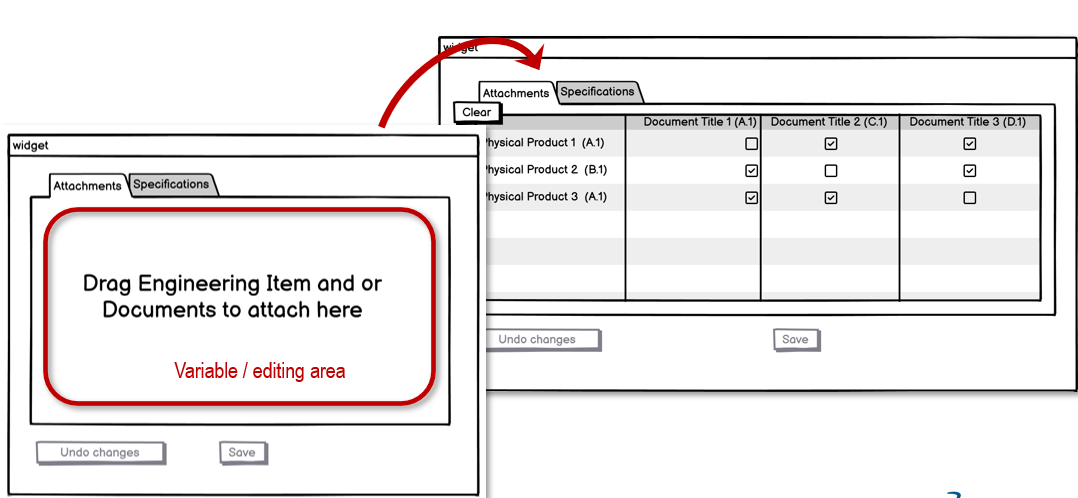 widget
Attachments
Specifications
Clear
Document Title 1 (A.1)
Document Title 2 (C.1)
Document Title 3 (D.1)
hysical Product 1 (A.1)
hysical Product 2 (B.1)
hysical Product 3 (A.1)
Undo changes
Save
widget
Attachments
Specifications
Drag Engineering Item and or
Documents to attach here
Variable / editing area
Undo changes
Save